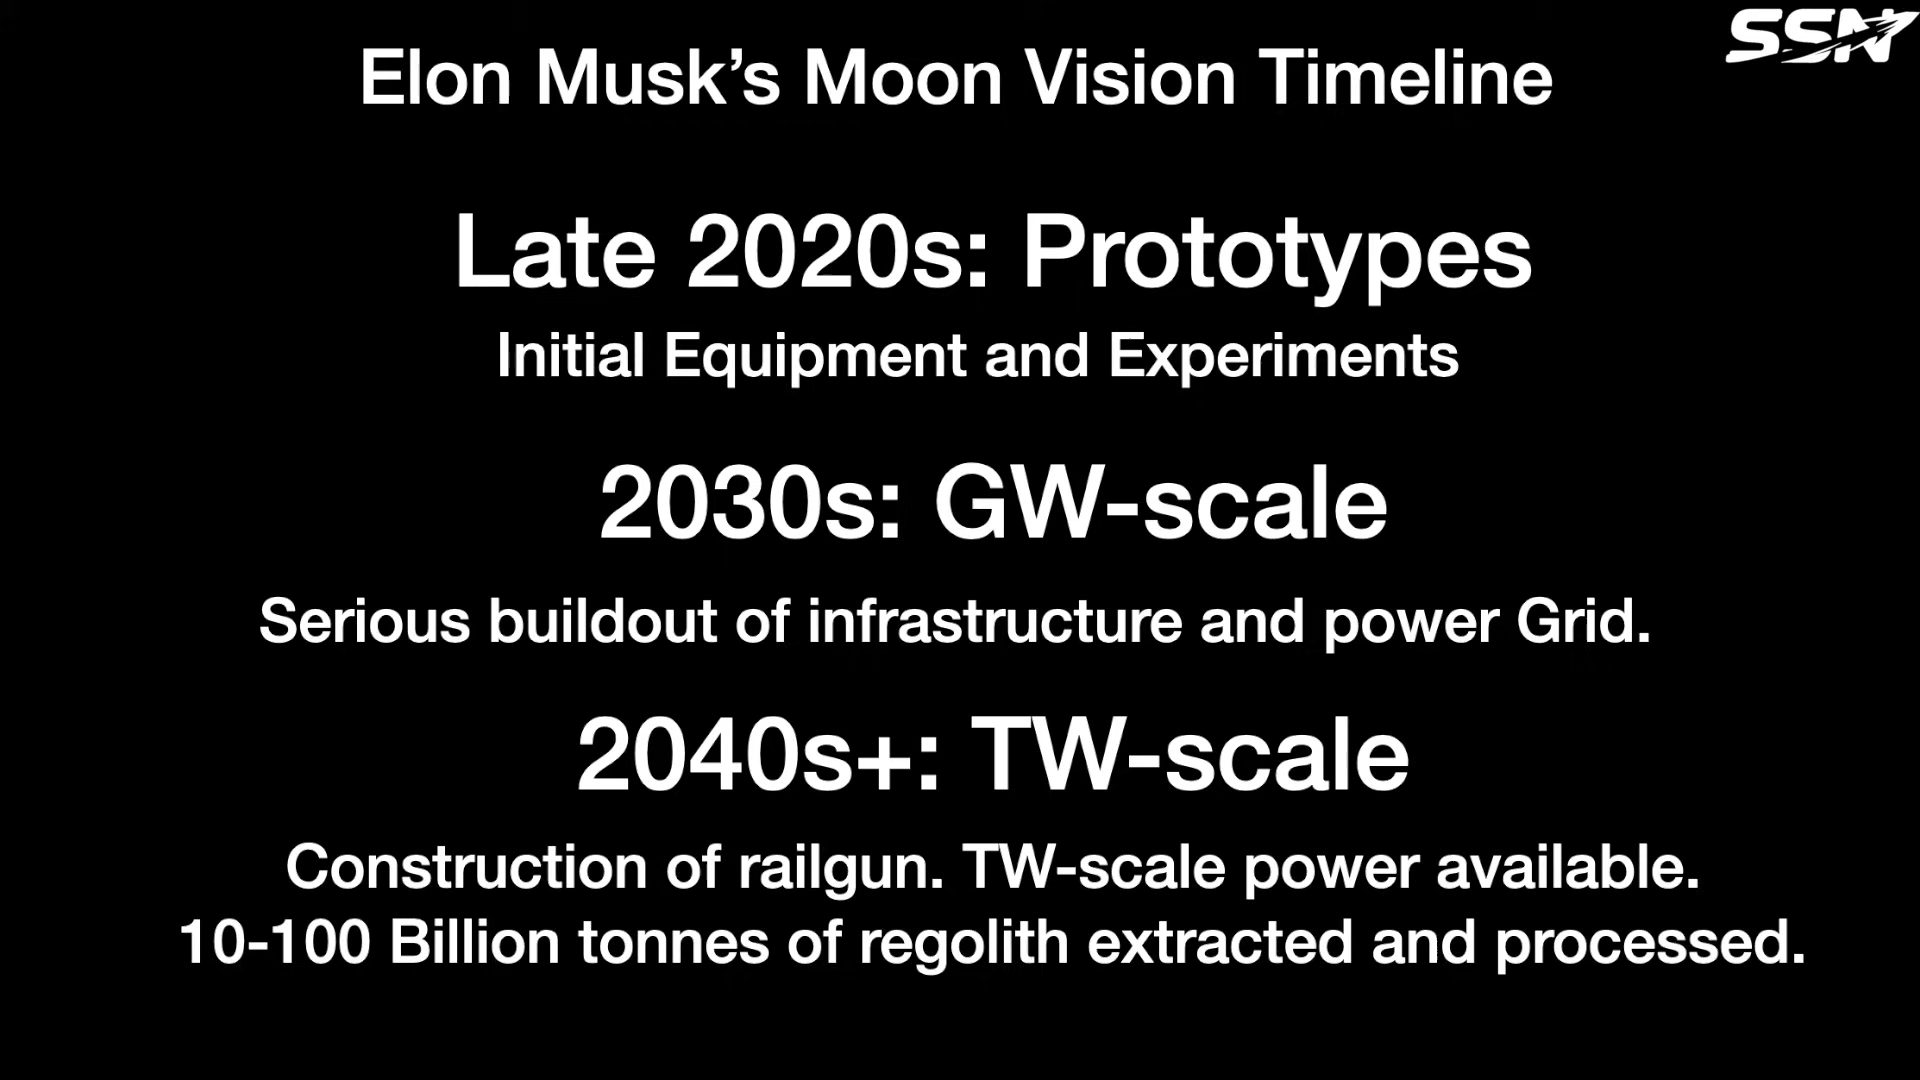 SSN
Elon Musk’s Moon Vision Timeline
Late 2020s: Prototypes
Initial Equipment and Experiments
2030s: GW-scale
Serious buildout of infrastructure and power Grid.
2040s+: TW-scale
Construction of railgun. TW-scale power available.
10-100 Billion tonnes of regolith extracted and processed.